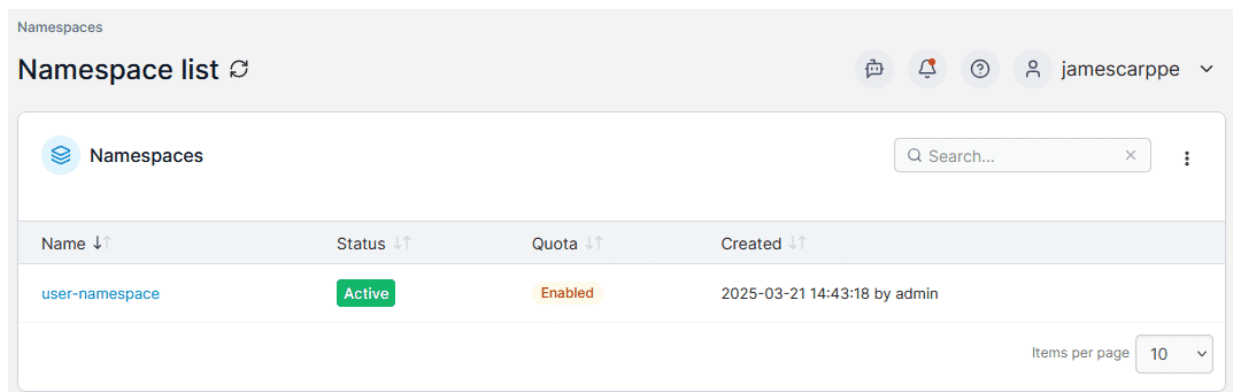 Namespaces
Namespace list
jamescarppe
Namespaces
Search...
Name Status Quota Created
user-namespace Active Enabled 2025-03-21 14:43:18 by admin
Items per page 10